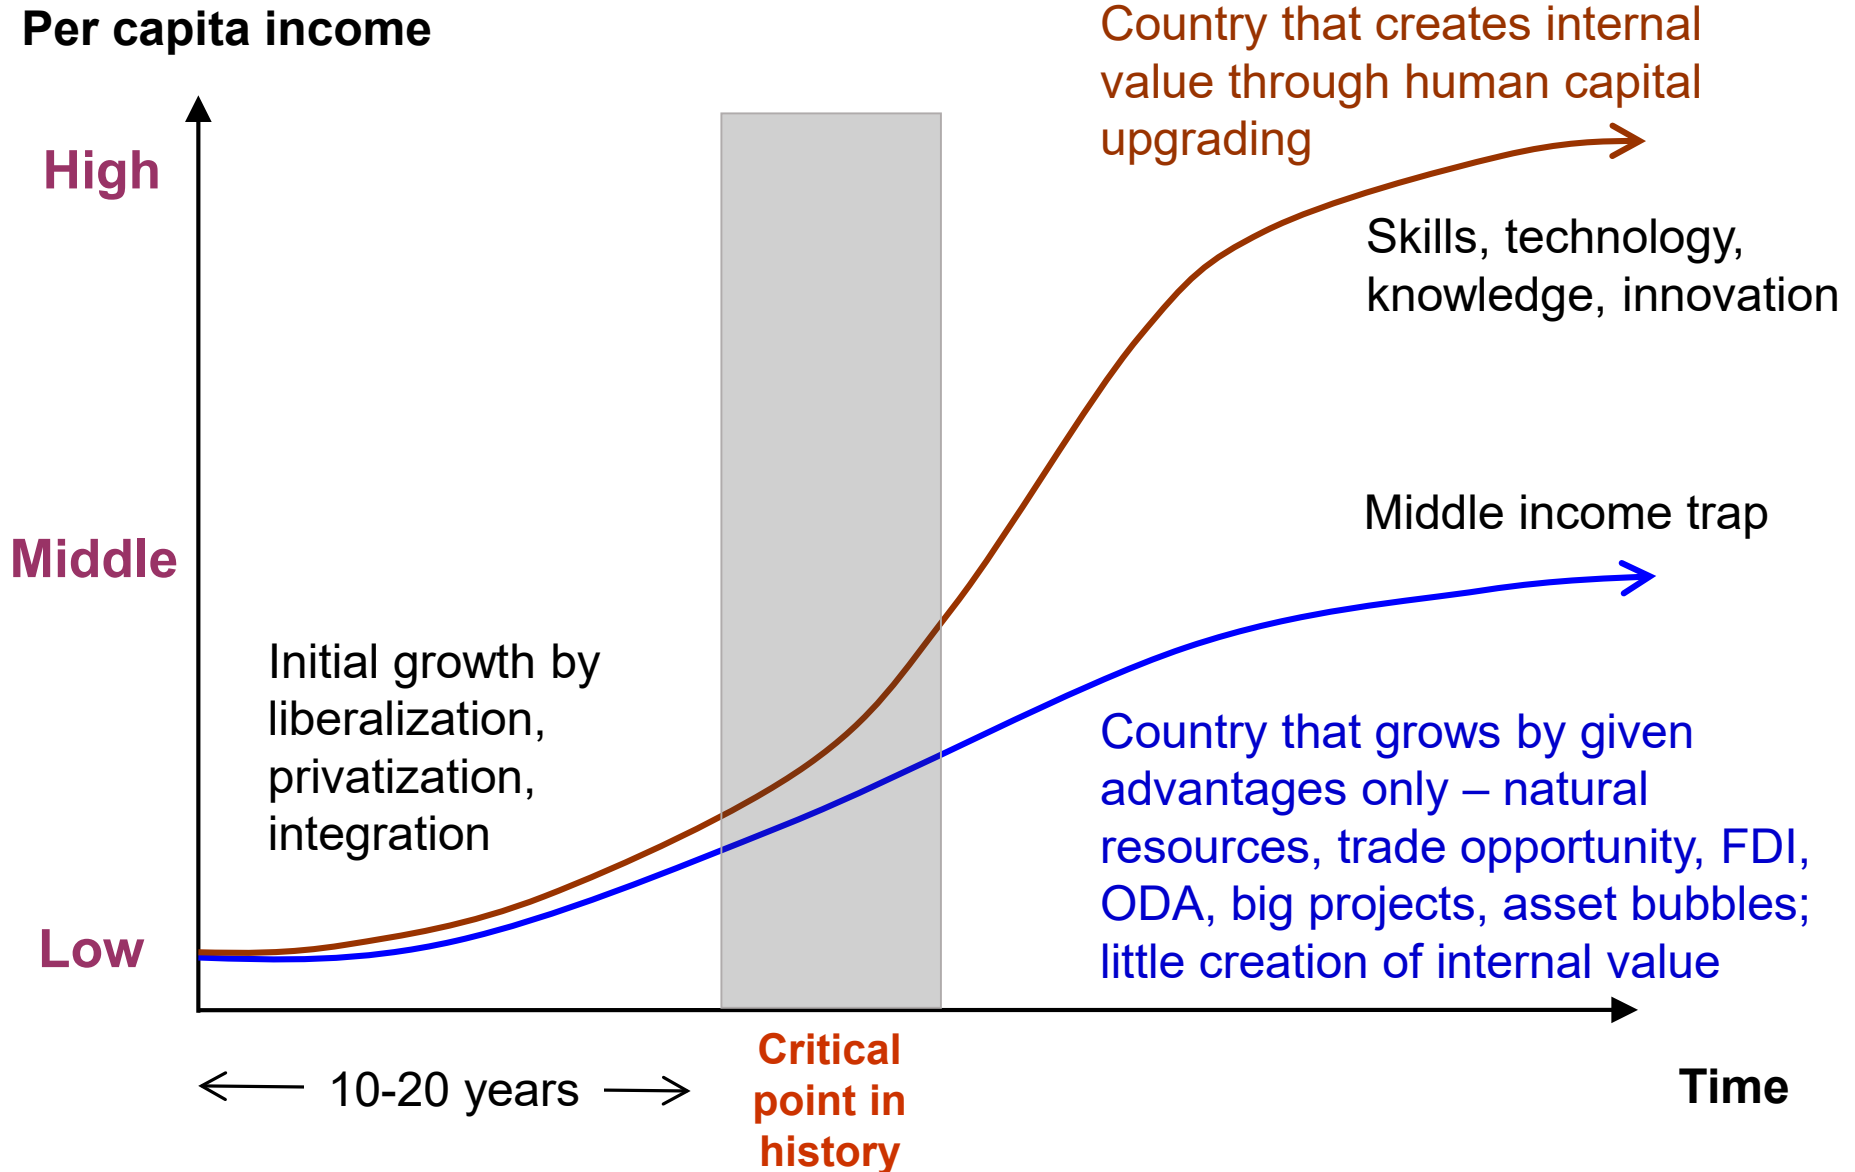 Per capita income
Country that creates internal
value through human capital
upgrading
High
Skills, technology,
knowledge, innovation
Middle income trap
Middle
Initial growth by
liberalization,
privatization,
integration
Country that grows by given
advantages only – natural
resources, trade opportunity, FDI,
ODA, big projects, asset bubbles;
little creation of internal value
Low
10-20 years
Critical
point in
history
Time